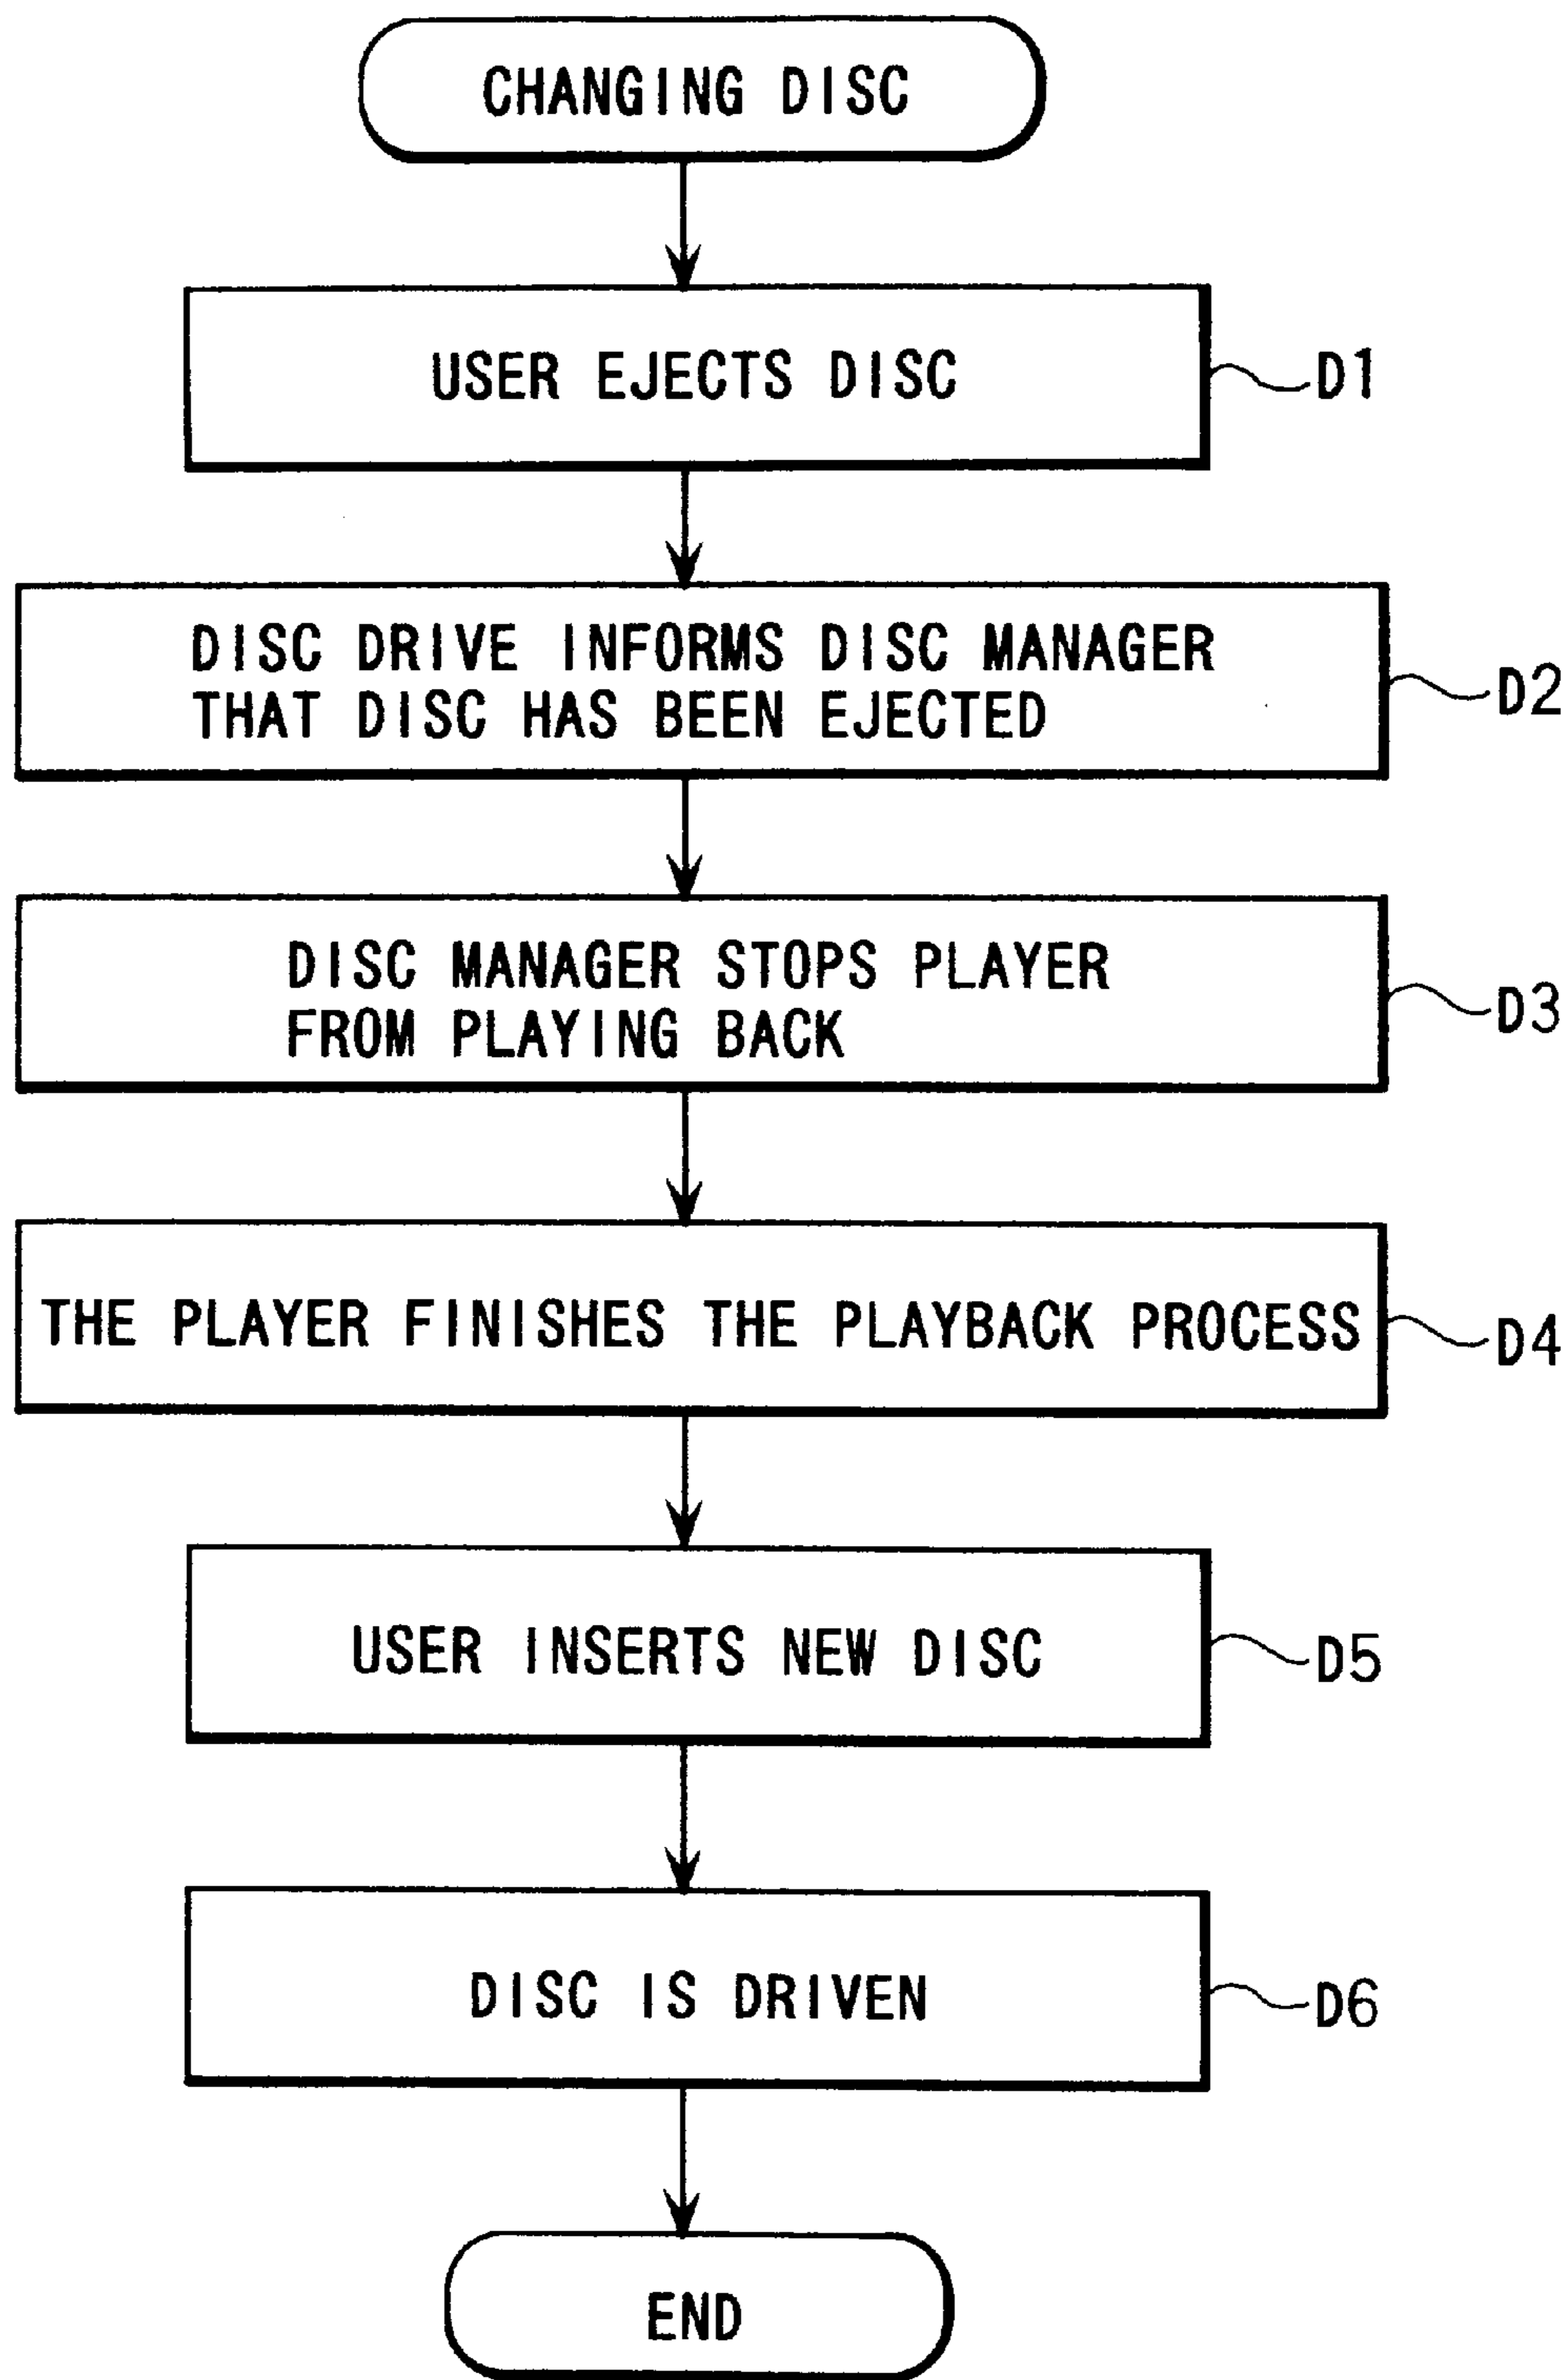 CHANGING DISC
USER EJECTS DISC
D1
DISC DRIVE INFORMS DISC MANAGER
THAT DISC HAS BEEN EJECTED
D2
DISC MANAGER STOPS PLAYER
FROM PLAYING BACK
D3
THE PLAYER FINISHES THE PLAYBACK PROCESS
D4
USER INSERTS NEW DISC
D5
DISC IS DRIVEN
D6
END